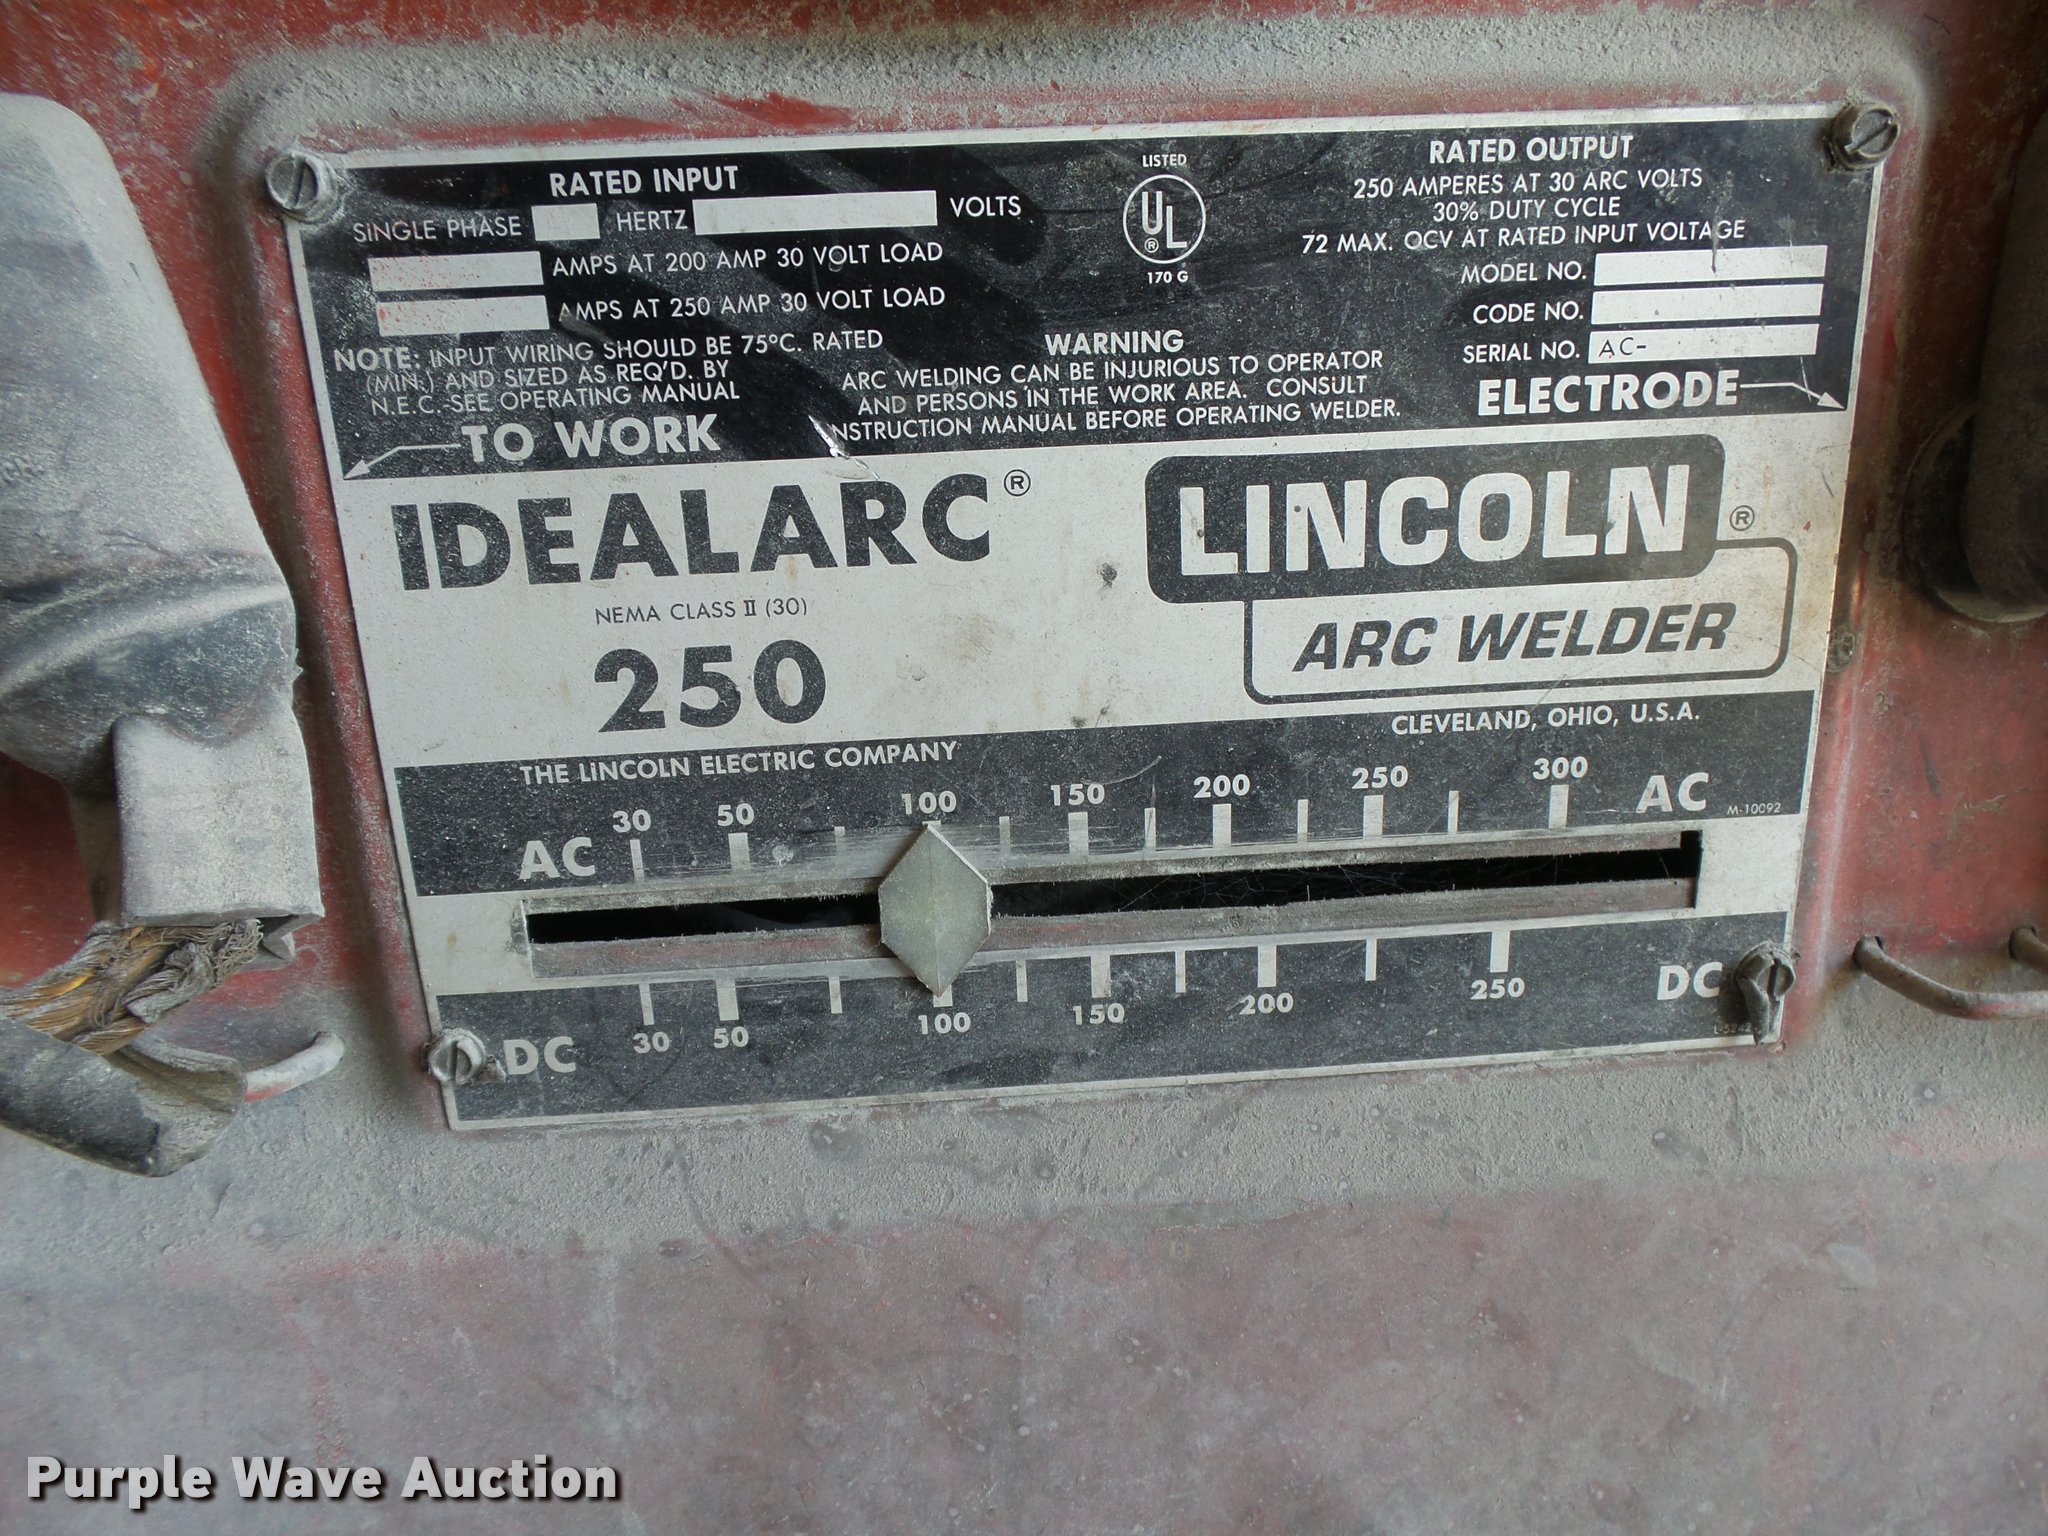 RATED INPUT
SINGLE PHASE HERTZ VOLTS
AMPS AT 200 AMP 30 VOLT LOAD
AMPS AT 250 AMP 30 VOLT LOAD
NOTE: INPUT WIRING SHOULD BE 75°C. RATED
(MIN.) AND SIZED AS REQ'D. BY
N.E.C.-SEE OPERATING MANUAL
TO WORK
LISTED
UL
®
170 G
WARNING
ARC WELDING CAN BE INJURIOUS TO OPERATOR
AND PERSONS IN THE WORK AREA. CONSULT
INSTRUCTION MANUAL BEFORE OPERATING WELDER.
RATED OUTPUT
250 AMPERES AT 30 ARC VOLTS
30% DUTY CYCLE
72 MAX. OCV AT RATED INPUT VOLTAGE
MODEL NO.
CODE NO.
SERIAL NO. AC-
ELECTRODE
IDEALARC®
NEMA CLASS II (30)
250
LINCOLN®
ARC WELDER
THE LINCOLN ELECTRIC COMPANY
CLEVELAND, OHIO, U.S.A.
AC 30 50 100 150 200 250 300 AC
M-10092
DC 30 50 100 150 200 250 DC
Purple Wave Auction